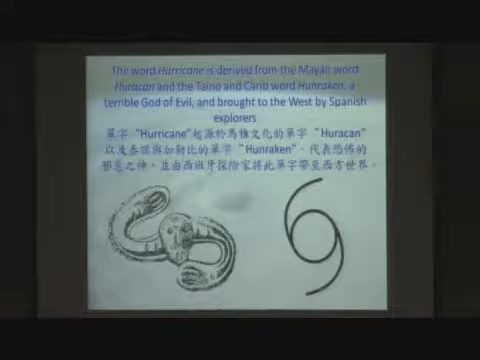 The word Hurricane is derived from the Mayan word
Huracan and the Taino and Carib word Hunraken, a
terrible God of Evil, and brought to the West by Spanish
explorers
單字 “Hurricane”起源於馬雅文化的單字 “Huracan”
以及泰諾與加勒比的單字 “Hunraken”, 代表恐怖的
邪惡之神, 並由西班牙探險家將此單字帶至西方世界。